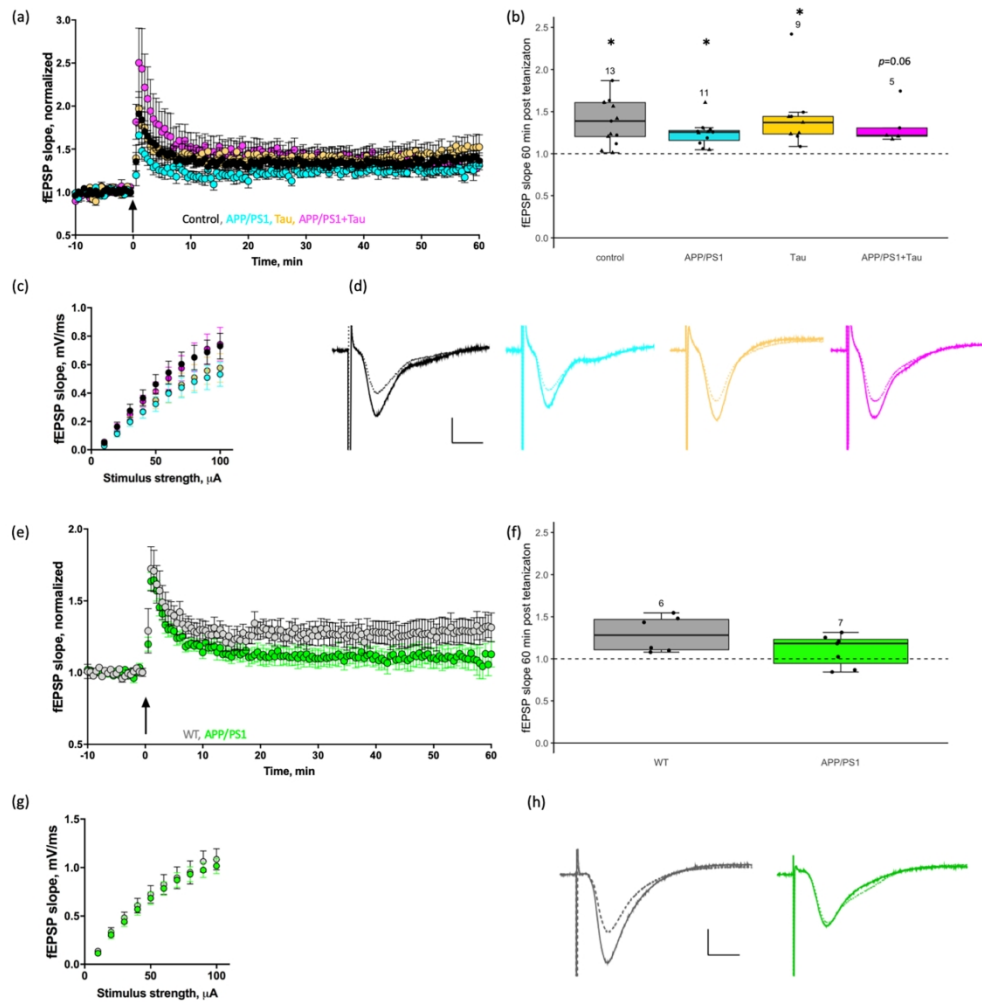 (a)
fEPSP slope, normalized
3.0
2.5
2.0
1.5
1.0
0.5
-10 0 10 20 30 40 50 60
Time, min
Control, APP/PS1, Tau, APP/PS1+Tau
(b)
fEPSP slope 60 min post tetanizaton
2.5
2.0
1.5
1.0
0.5
0.0
* * *
13 11 9 5
p=0.06
control APP/PS1 Tau APP/PS1+Tau
(c)
fEPSP slope, mV/ms
1.0
0.8
0.6
0.4
0.2
0.0
0 50 100
Stimulus strength, μA
(d)
(e)
fEPSP slope, normalized
2.0
1.5
1.0
0.5
-10 0 10 20 30 40 50 60
Time, min
WT, APP/PS1
(f)
fEPSP slope 60 min post tetanizaton
2.5
2.0
1.5
1.0
0.5
0.0
6 7
WT APP/PS1
(g)
fEPSP slope, mV/ms
1.5
1.0
0.5
0.0
0 50 100
Stimulus strength, μA
(h)